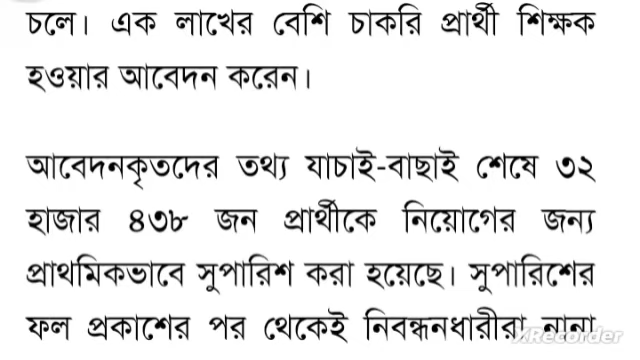 চলে। এক লাখের বেশি চাকরি প্রার্থী শিক্ষক
হওয়ার আবেদন করেন।
আবেদনকৃতদের তথ্য যাচাই-বাছাই শেষে ৩২
হাজার ৪৩৮ জন প্রার্থীকে নিয়োগের জন্য
প্রাথমিকভাবে সুপারিশ করা হয়েছে। সুপারিশের
ফল প্রকাশের পর থেকেই নিবন্ধনধারীরা নানা
XRecorder